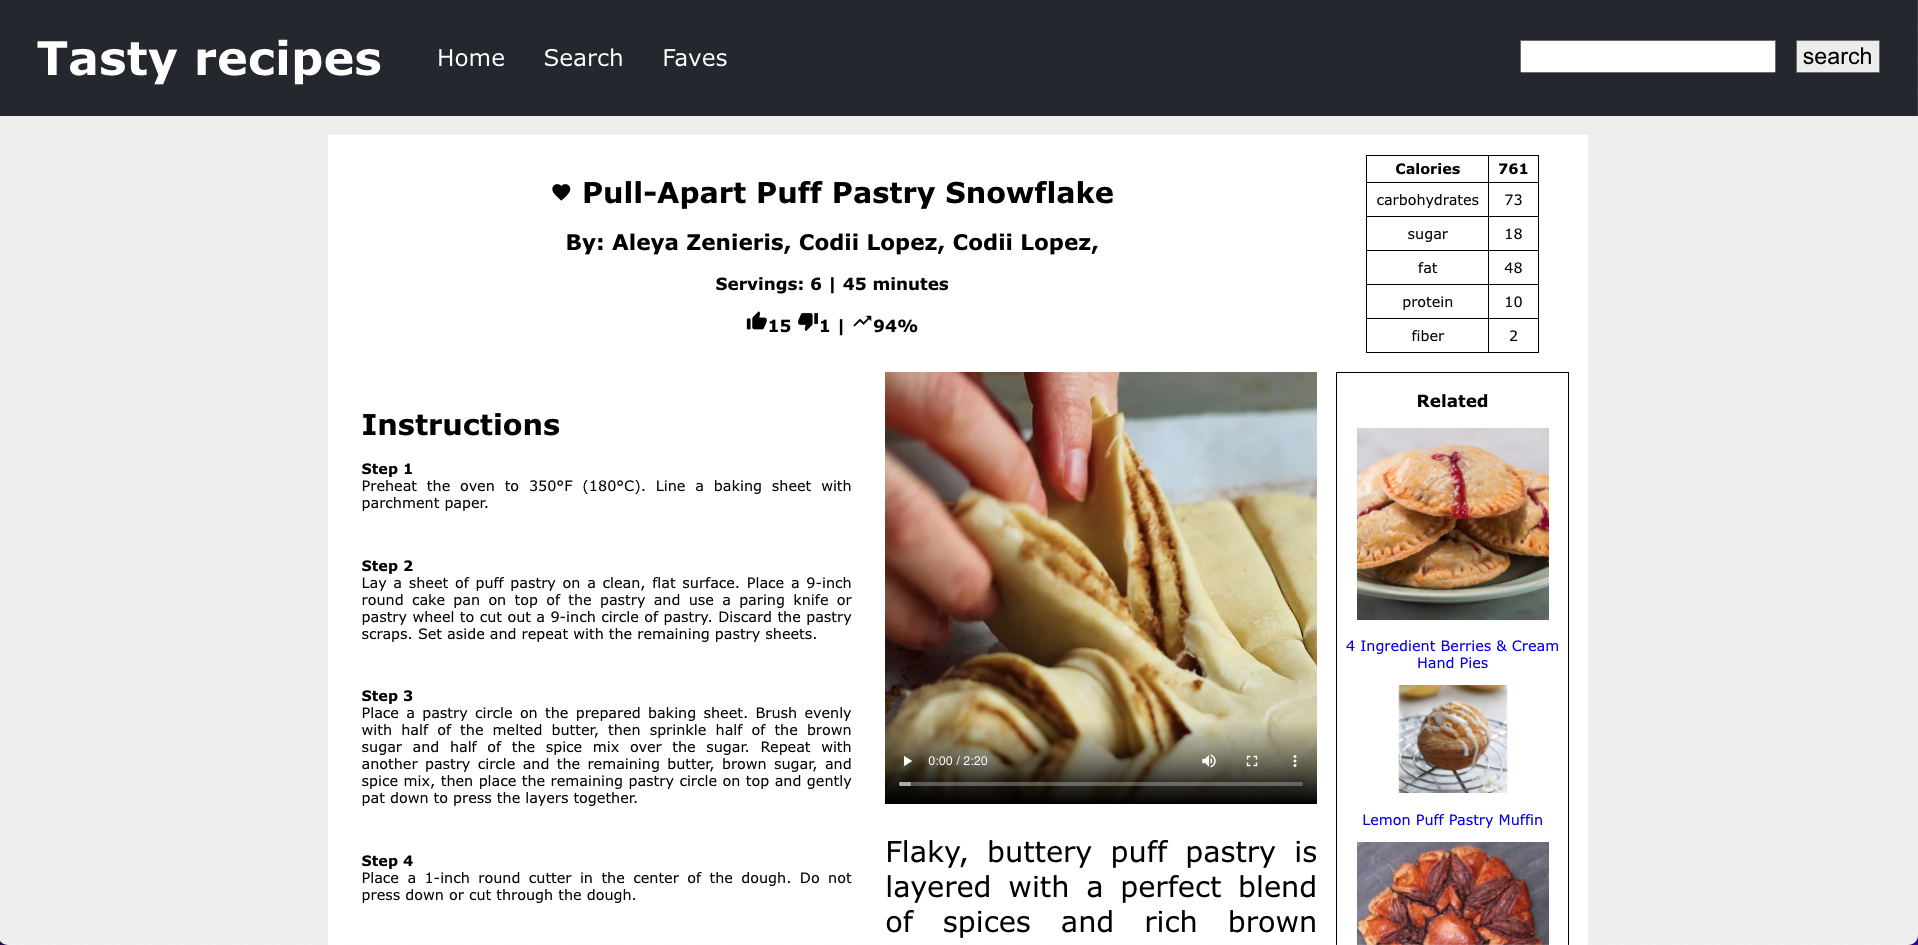 Tasty recipes
Home
Search
Faves
search
Pull-Apart Puff Pastry Snowflake
By: Aleya Zenieris, Codii Lopez, Codii Lopez,
Servings: 6 | 45 minutes
15 1 | 94%
Calories 761
carbohydrates 73
sugar 18
fat 48
protein 10
fiber 2
Instructions
Step 1
Preheat the oven to 350°F (180°C). Line a baking sheet with
parchment paper.
Step 2
Lay a sheet of puff pastry on a clean, flat surface. Place a 9-inch
round cake pan on top of the pastry and use a paring knife or
pastry wheel to cut out a 9-inch circle of pastry. Discard the pastry
scraps. Set aside and repeat with the remaining pastry sheets.
Step 3
Place a pastry circle on the prepared baking sheet. Brush evenly
with half of the melted butter, then sprinkle half of the brown
sugar and half of the spice mix over the sugar. Repeat with
another pastry circle and the remaining butter, brown sugar, and
spice mix, then place the remaining pastry circle on top and gently
pat down to press the layers together.
Step 4
Place a 1-inch round cutter in the center of the dough. Do not
press down or cut through the dough.
0:00 / 2:20
Flaky, buttery puff pastry is
layered with a perfect blend
of spices and rich brown
Related
4 Ingredient Berries & Cream
Hand Pies
Lemon Puff Pastry Muffin